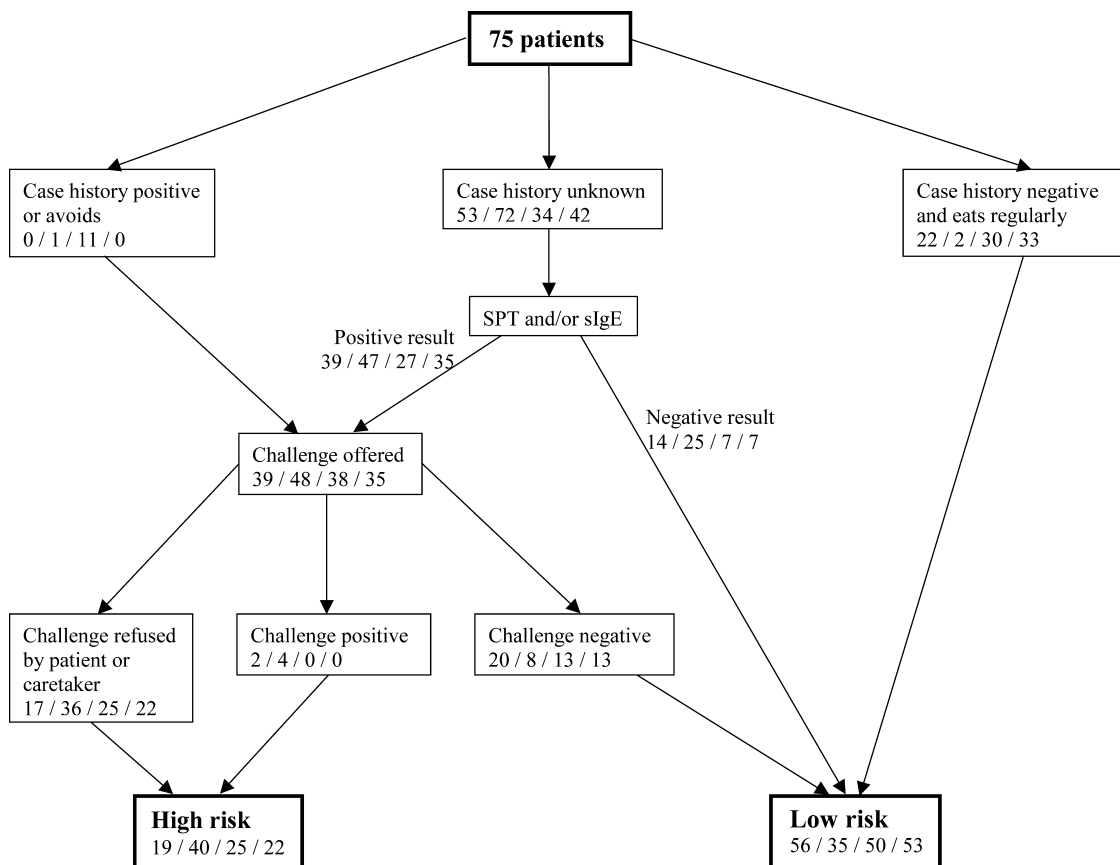 75 patients
Case history positive
or avoids
0 / 1 / 11 / 0
Case history unknown
53 / 72 / 34 / 42
Case history negative
and eats regularly
22 / 2 / 30 / 33
SPT and/or sIgE
Positive result
39 / 47 / 27 / 35
Negative result
14 / 25 / 7 / 7
Challenge offered
39 / 48 / 38 / 35
Challenge refused
by patient or
caretaker
17 / 36 / 25 / 22
Challenge positive
2 / 4 / 0 / 0
Challenge negative
20 / 8 / 13 / 13
High risk
19 / 40 / 25 / 22
Low risk
56 / 35 / 50 / 53